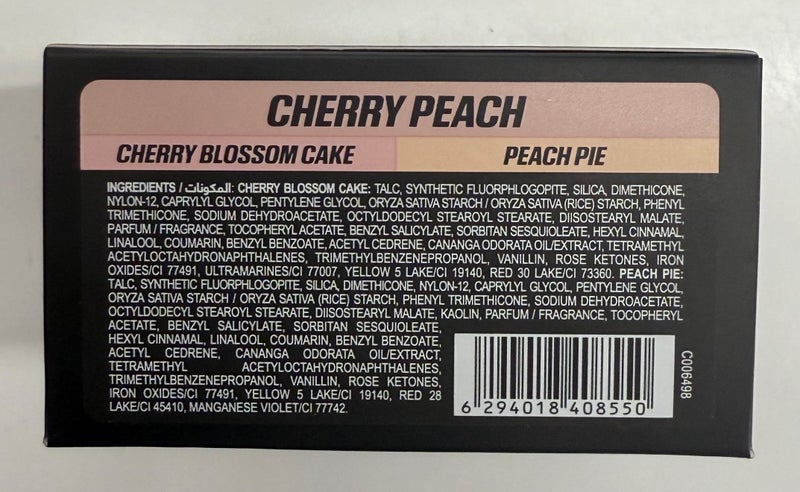 CHERRY PEACH
CHERRY BLOSSOM CAKE
PEACH PIE
INGREDIENTS / المكونات: CHERRY BLOSSOM CAKE: TALC, SYNTHETIC FLUORPHLOGOPITE, SILICA, DIMETHICONE,
NYLON-12, CAPRYLYL GLYCOL, PENTYLENE GLYCOL, ORYZA SATIVA STARCH / ORYZA SATIVA (RICE) STARCH, PHENYL
TRIMETHICONE, SODIUM DEHYDROACETATE, OCTYLDODECYL STEAROYL STEARATE, DIISOSTEARYL MALATE,
PARFUM / FRAGRANCE, TOCOPHERYL ACETATE, BENZYL SALICYLATE, SORBITAN SESQUIOLEATE, HEXYL CINNAMAL,
LINALOOL, COUMARIN, BENZYL BENZOATE, ACETYL CEDRENE, CANANGA ODORATA OIL/EXTRACT, TETRAMETHYL
ACETYLOCTAHYDRONAPHTHALENES, TRIMETHYLBENZENEPROPANOL, VANILLIN, ROSE KETONES, IRON
OXIDES/CI 77491, ULTRAMARINES/CI 77007, YELLOW 5 LAKE/CI 19140, RED 30 LAKE/CI 73360. PEACH PIE:
TALC, SYNTHETIC FLUORPHLOGOPITE, SILICA, DIMETHICONE, NYLON-12, CAPRYLYL GLYCOL, PENTYLENE GLYCOL,
ORYZA SATIVA STARCH / ORYZA SATIVA (RICE) STARCH, PHENYL TRIMETHICONE, SODIUM DEHYDROACETATE,
OCTYLDODECYL STEAROYL STEARATE, DIISOSTEARYL MALATE, KAOLIN, PARFUM / FRAGRANCE, TOCOPHERYL
ACETATE, BENZYL SALICYLATE, SORBITAN SESQUIOLEATE,
HEXYL CINNAMAL, LINALOOL, COUMARIN, BENZYL BENZOATE,
ACETYL CEDRENE, CANANGA ODORATA OIL/EXTRACT,
TETRAMETHYL ACETYLOCTAHYDRONAPHTHALENES,
TRIMETHYLBENZENEPROPANOL, VANILLIN, ROSE KETONES,
IRON OXIDES/CI 77491, YELLOW 5 LAKE/CI 19140, RED 28
LAKE/CI 45410, MANGANESE VIOLET/CI 77742.
6 294018 408550
C006498